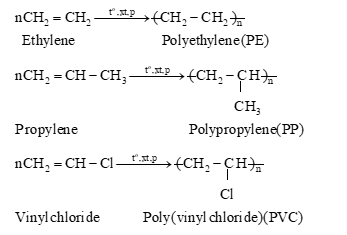 nCH₂ = CH₂ —t°,xt,p→ (CH₂ − CH₂)ₙ
Ethylene Polyethylene(PE)
nCH₂ = CH − CH₃ —t°,xt,p→ (CH₂ − CH)ₙ
CH₃
Propylene Polypropylene(PP)
nCH₂ = CH − Cl —t°,xt,p→ (CH₂ − CH)ₙ
Cl
Vinyl chloride Poly(vinyl chloride)(PVC)